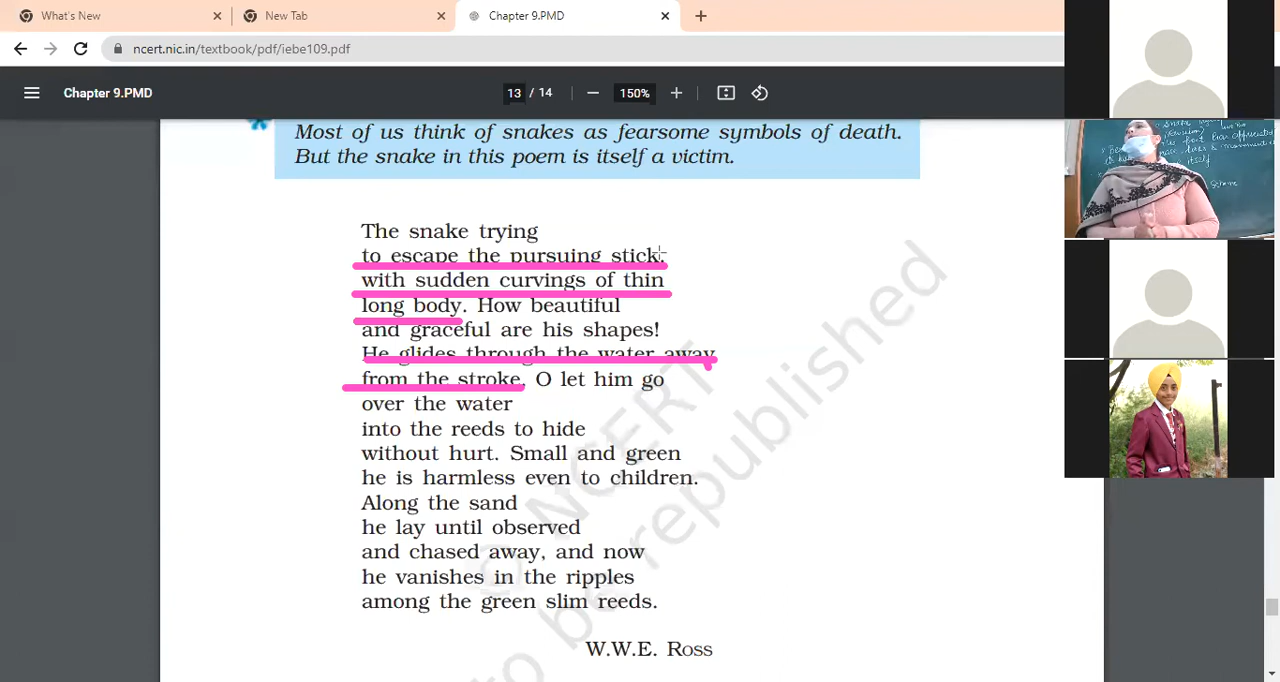 What's New
New Tab
Chapter 9.PMD
ncert.nic.in/textbook/pdf/iebe109.pdf
Chapter 9.PMD
13 / 14
150%
Most of us think of snakes as fearsome symbols of death.
But the snake in this poem is itself a victim.
The snake trying
to escape the pursuing stick,
with sudden curvings of thin
long body. How beautiful
and graceful are his shapes!
He glides through the water away
from the stroke. O let him go
over the water
into the reeds to hide
without hurt. Small and green
he is harmless even to children.
Along the sand
he lay until observed
and chased away, and now
he vanishes in the ripples
among the green slim reeds.
W.W.E. Ross
© NCERT
to be republished